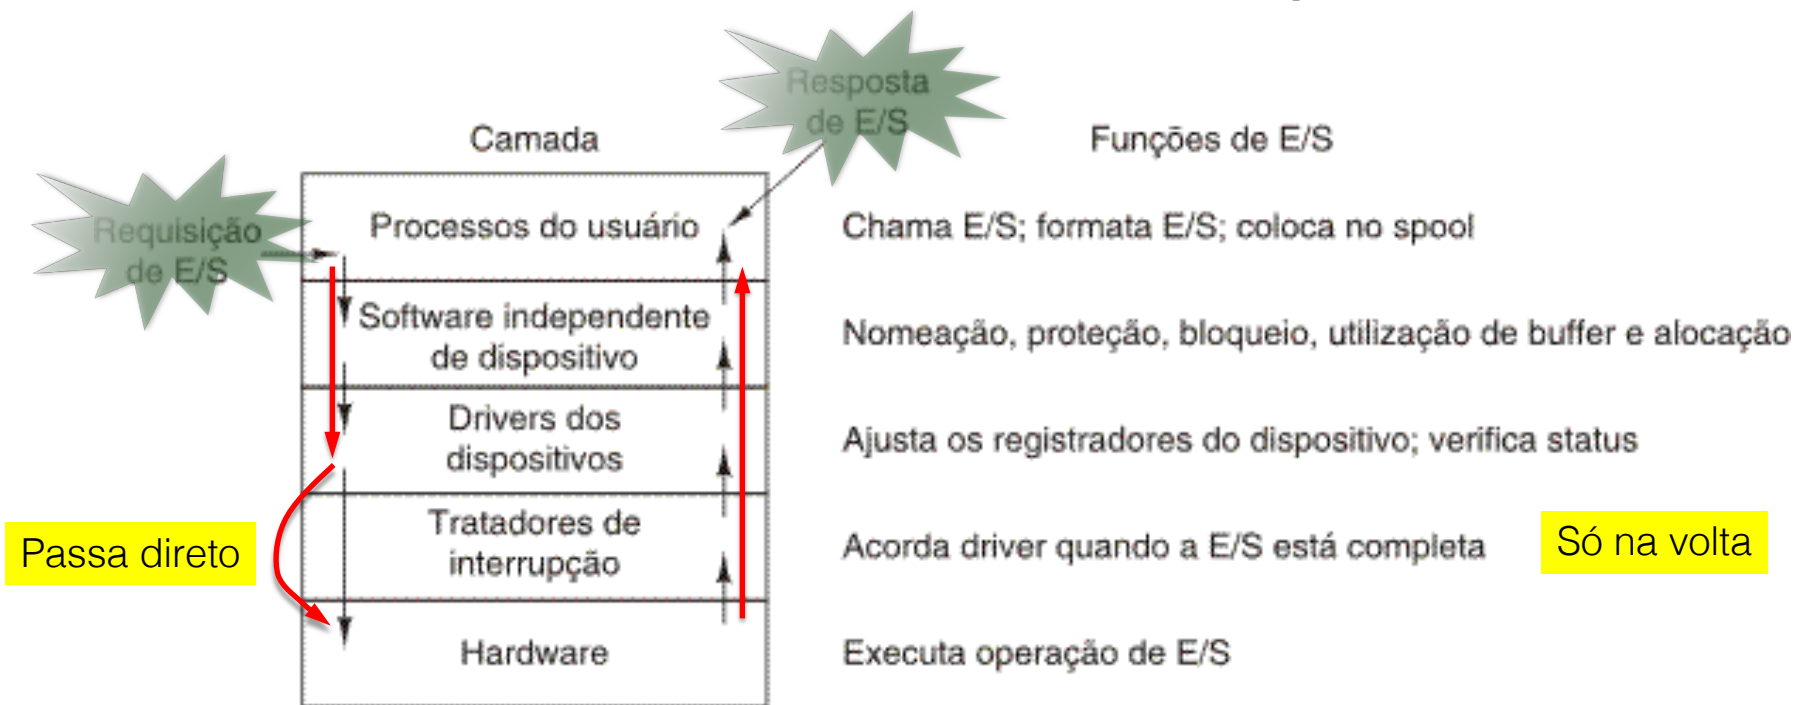 Resposta
de E/S
Camada
Funções de E/S
Requisição
de E/S
Processos do usuário
Chama E/S; formata E/S; coloca no spool
Software independente
de dispositivo
Nomeação, proteção, bloqueio, utilização de buffer e alocação
Drivers dos
dispositivos
Ajusta os registradores do dispositivo; verifica status
Passa direto
Tratadores de
interrupção
Acorda driver quando a E/S está completa
Só na volta
Hardware
Executa operação de E/S